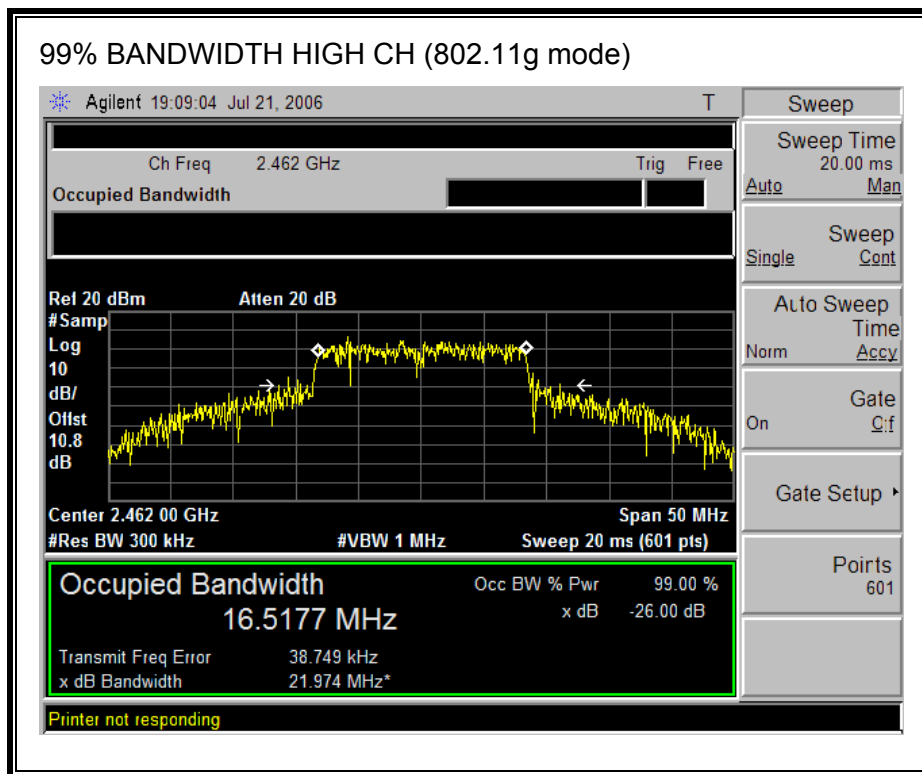 99% BANDWIDTH HIGH CH (802.11g mode)
Agilent 19:09:04 Jul 21, 2006 T
Sweep
Ch Freq 2.462 GHz Trig Free
Occupied Bandwidth
Sweep Time
20.00 ms
Auto Man
Sweep
Single Cont
Ref 20 dBm Atten 20 dB
#Samp
Log
10
dB/
Offst
10.8
dB
Auto Sweep
Time
Norm Accy
Gate
On Off
Gate Setup
Center 2.462 00 GHz Span 50 MHz
#Res BW 300 kHz #VBW 1 MHz Sweep 20 ms (601 pts)
Points
601
Occupied Bandwidth Occ BW % Pwr 99.00 %
16.5177 MHz x dB -26.00 dB
Transmit Freq Error 38.749 kHz
x dB Bandwidth 21.974 MHz*
Printer not responding